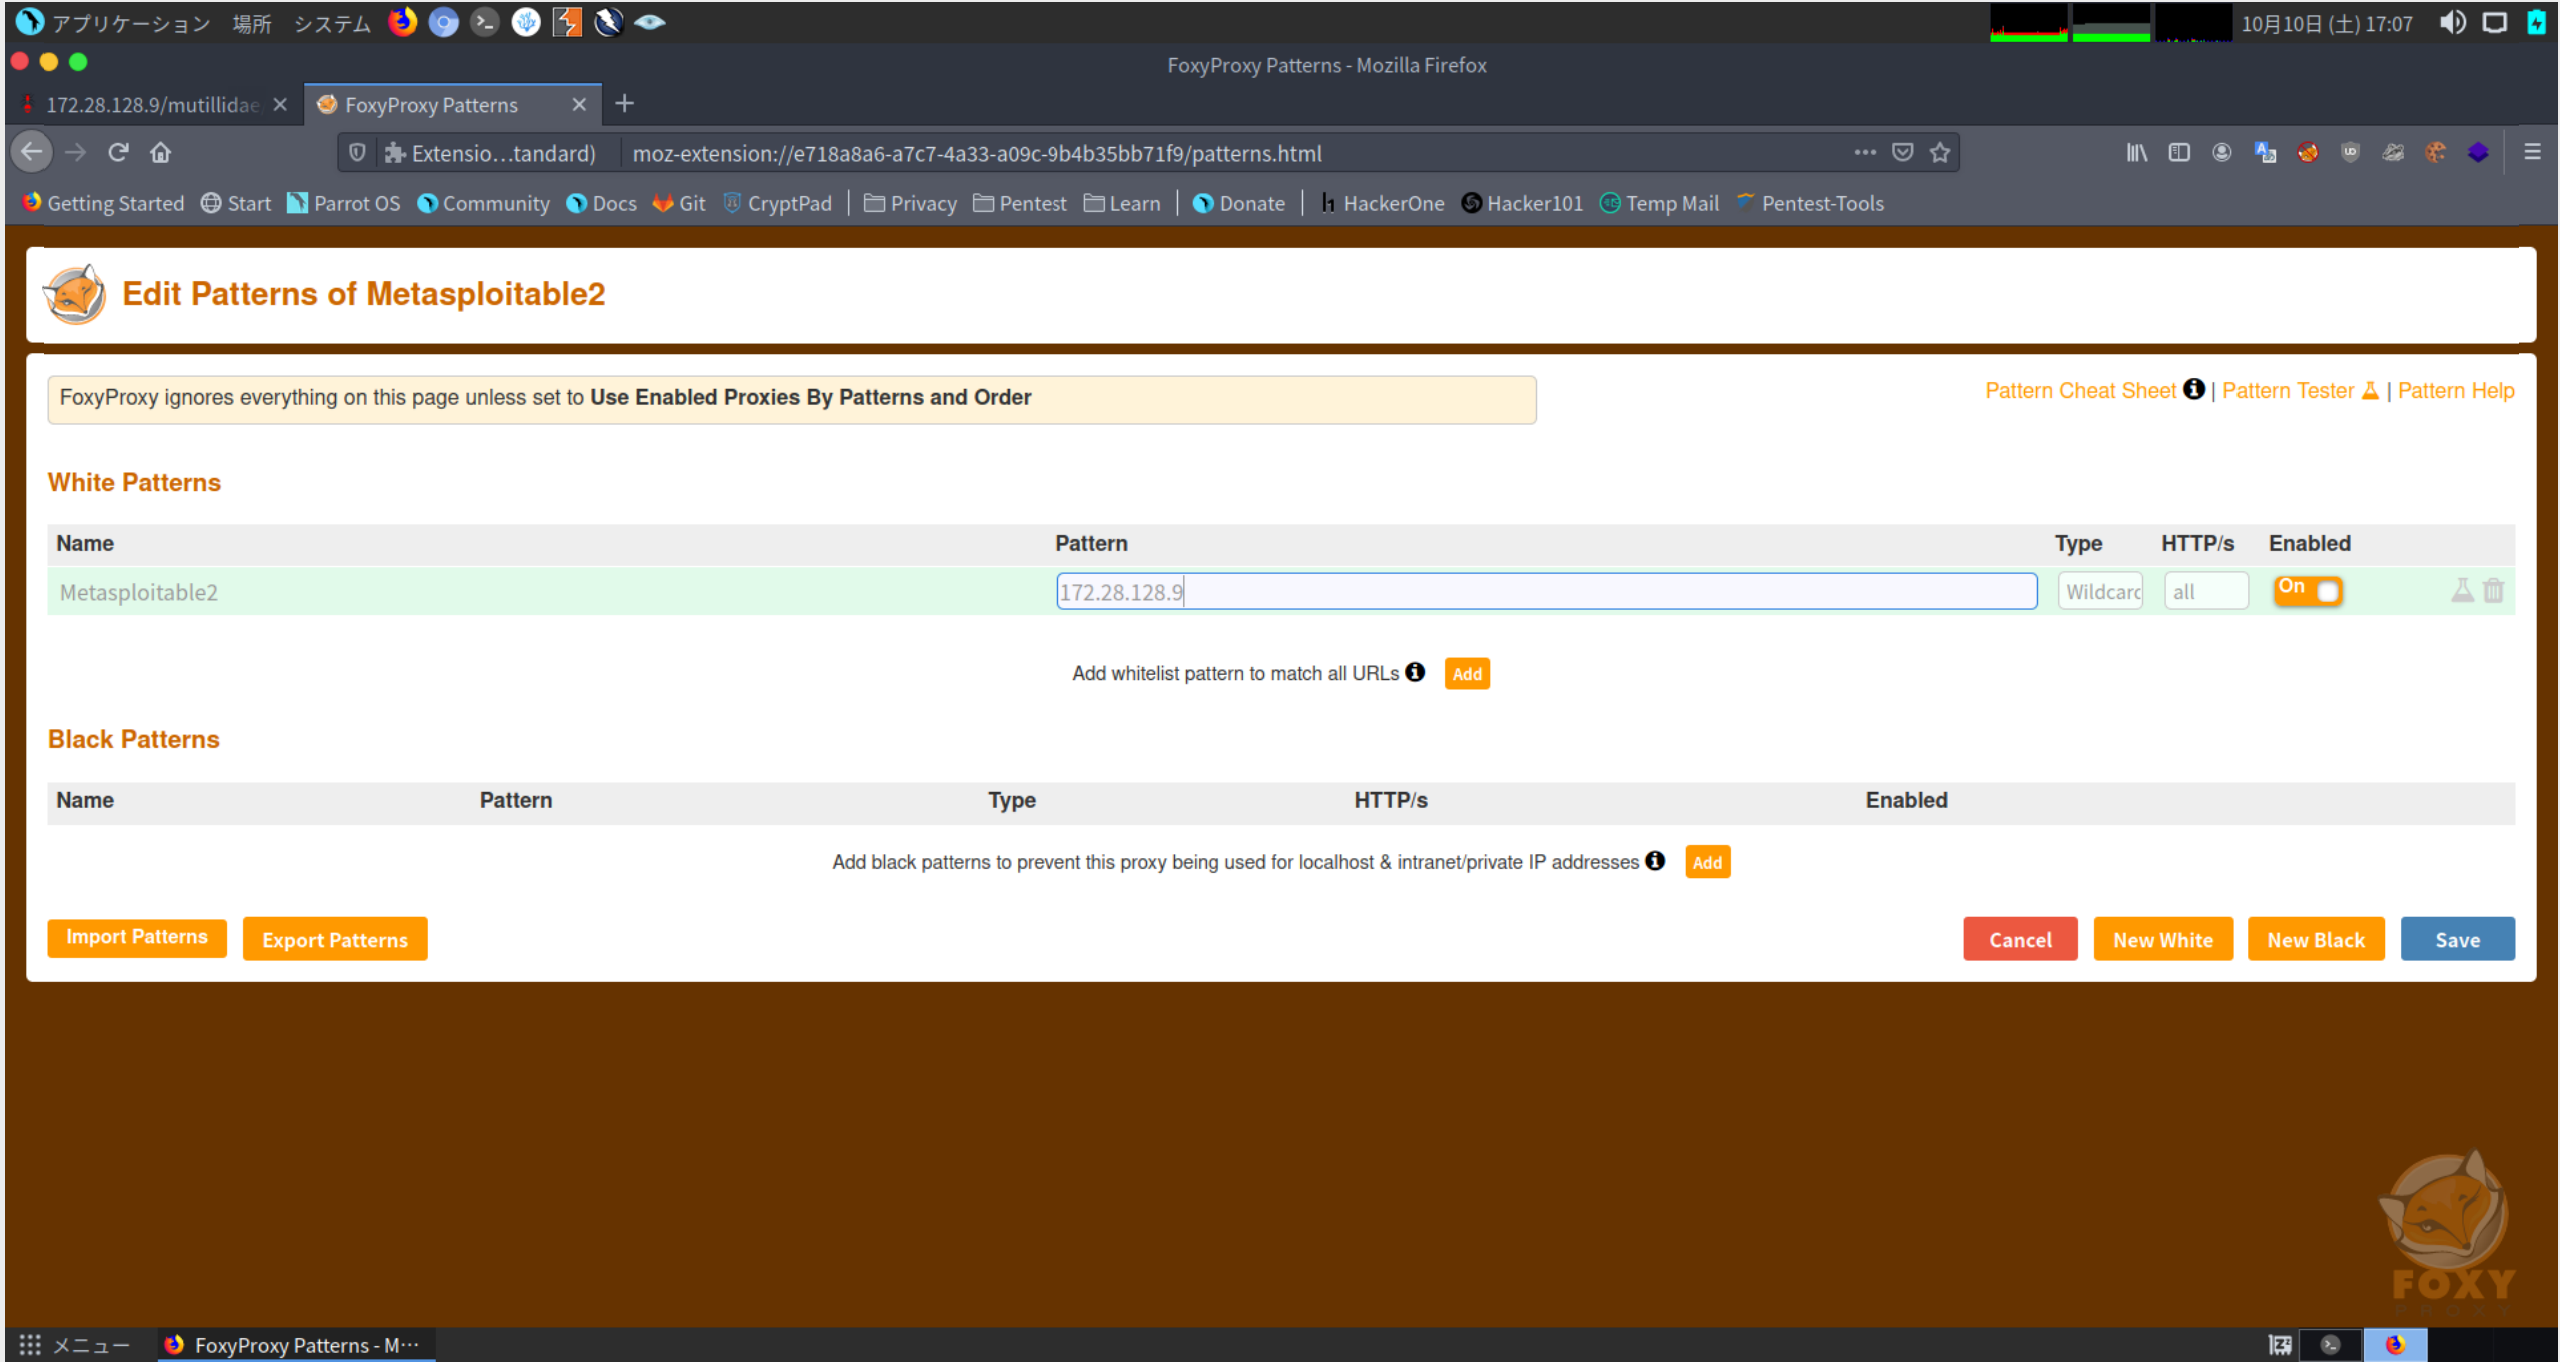 アプリケーション 場所 システム 10月10日 (土) 17:07
FoxyProxy Patterns - Mozilla Firefox
172.28.128.9/mutillidae FoxyProxy Patterns
Extensio...tandard) moz-extension://e718a8a6-a7c7-4a33-a09c-9b4b35bb71f9/patterns.html
Getting Started Start Parrot OS Community Docs Git CryptPad Privacy Pentest Learn Donate HackerOne Hacker101 Temp Mail Pentest-Tools
Edit Patterns of Metasploitable2
FoxyProxy ignores everything on this page unless set to Use Enabled Proxies By Patterns and Order
Pattern Cheat Sheet | Pattern Tester | Pattern Help
White Patterns
Name Pattern Type HTTP/s Enabled
Metasploitable2 172.28.128.9 Wildcarc all On
Add whitelist pattern to match all URLs Add
Black Patterns
Name Pattern Type HTTP/s Enabled
Add black patterns to prevent this proxy being used for localhost & intranet/private IP addresses Add
Import Patterns Export Patterns Cancel New White New Black Save
FOXY
PROXY
メニュー FoxyProxy Patterns - M…